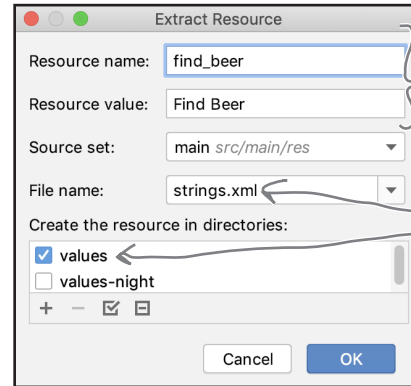 Extract Resource
Resource name: find_beer
Resource value: Find Beer
Source set: main src/main/res
File name: strings.xml
Create the resource in directories:
values
values-night
Cancel OK